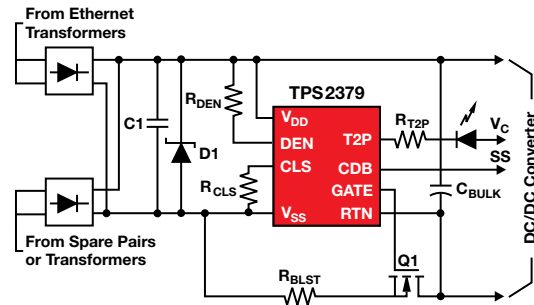 From Ethernet
Transformers
C1
D1
RDEN
RCLS
TPS2379
VDD
DEN
CLS
VSS
T2P
CDB
GATE
RTN
RT2P
VC
SS
CBULK
DC/DC Converter
From Spare Pairs
or Transformers
RBLST
Q1